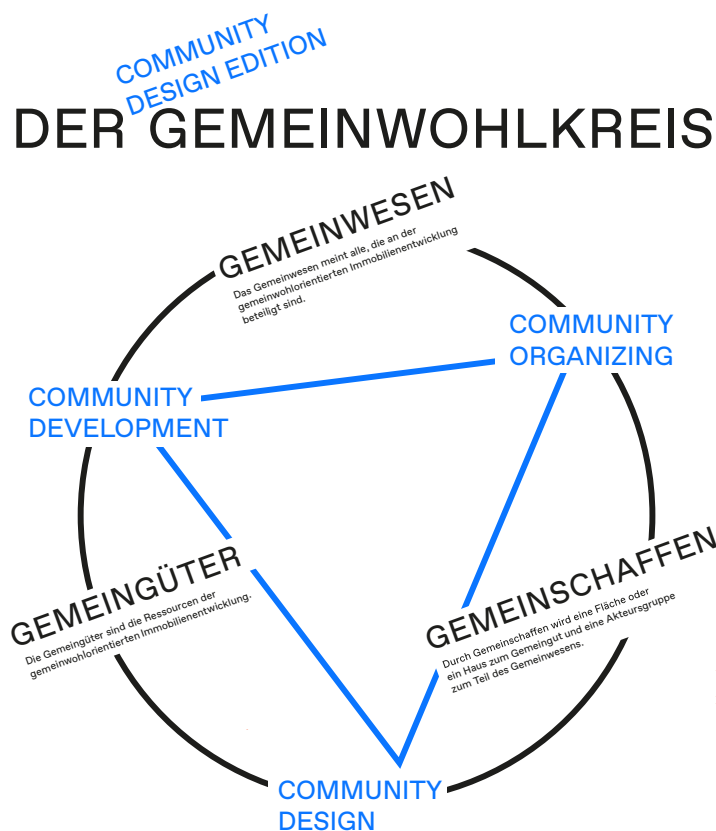 COMMUNITY
DESIGN EDITION
DER GEMEINWOHLKREIS
GEMEINWESEN
Das Gemeinwesen meint alle, die an der
gemeinwohlorientierten Immobilienentwicklung
beteiligt sind.
COMMUNITY
ORGANIZING
COMMUNITY
DEVELOPMENT
GEMEINGÜTER
Die Gemeingüter sind die Ressourcen der
gemeinwohlorientierten Immobilienentwicklung.
GEMEINSCHAFFEN
Durch Gemeinschaffen wird eine Fläche oder
ein Haus zum Gemeingut und eine Akteursgruppe
zum Teil des Gemeinwesens.
COMMUNITY
DESIGN